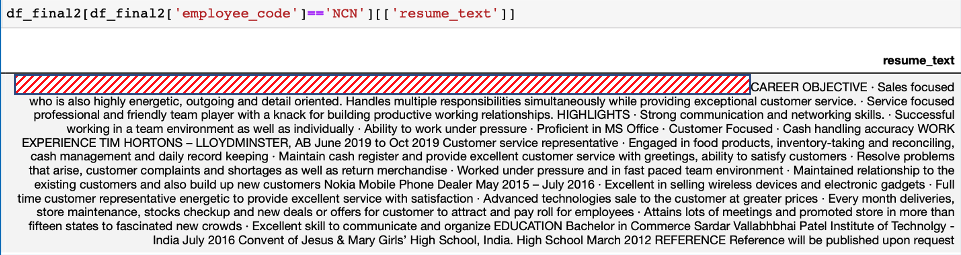 df_final2[df_final2['employee_code']=='NCN'][['resume_text']]
resume_text
CAREER OBJECTIVE · Sales focused
who is also highly energetic, outgoing and detail oriented. Handles multiple responsibilities simultaneously while providing exceptional customer service. · Service focused
professional and friendly team player with a knack for building productive working relationships. HIGHLIGHTS · Strong communication and networking skills. · Successful
working in a team environment as well as individually · Ability to work under pressure · Proficient in MS Office · Customer Focused · Cash handling accuracy WORK
EXPERIENCE TIM HORTONS – LLOYDMINSTER, AB June 2019 to Oct 2019 Customer service representative · Engaged in food products, inventory-taking and reconciling,
cash management and daily record keeping · Maintain cash register and provide excellent customer service with greetings, ability to satisfy customers · Resolve problems
that arise, customer complaints and shortages as well as return merchandise · Worked under pressure and in fast paced team environment · Maintained relationship to the
existing customers and also build up new customers Nokia Mobile Phone Dealer May 2015 – July 2016 · Excellent in selling wireless devices and electronic gadgets · Full
time customer representative energetic to provide excellent service with satisfaction · Advanced technologies sale to the customer at greater prices · Every month deliveries,
store maintenance, stocks checkup and new deals or offers for customer to attract and pay roll for employees · Attains lots of meetings and promoted store in more than
fifteen states to fascinated new crowds · Excellent skill to communicate and organize EDUCATION Bachelor in Commerce Sardar Vallabhbhai Patel Institute of Technolgy -
India July 2016 Convent of Jesus & Mary Girls' High School, India. High School March 2012 REFERENCE Reference will be published upon request